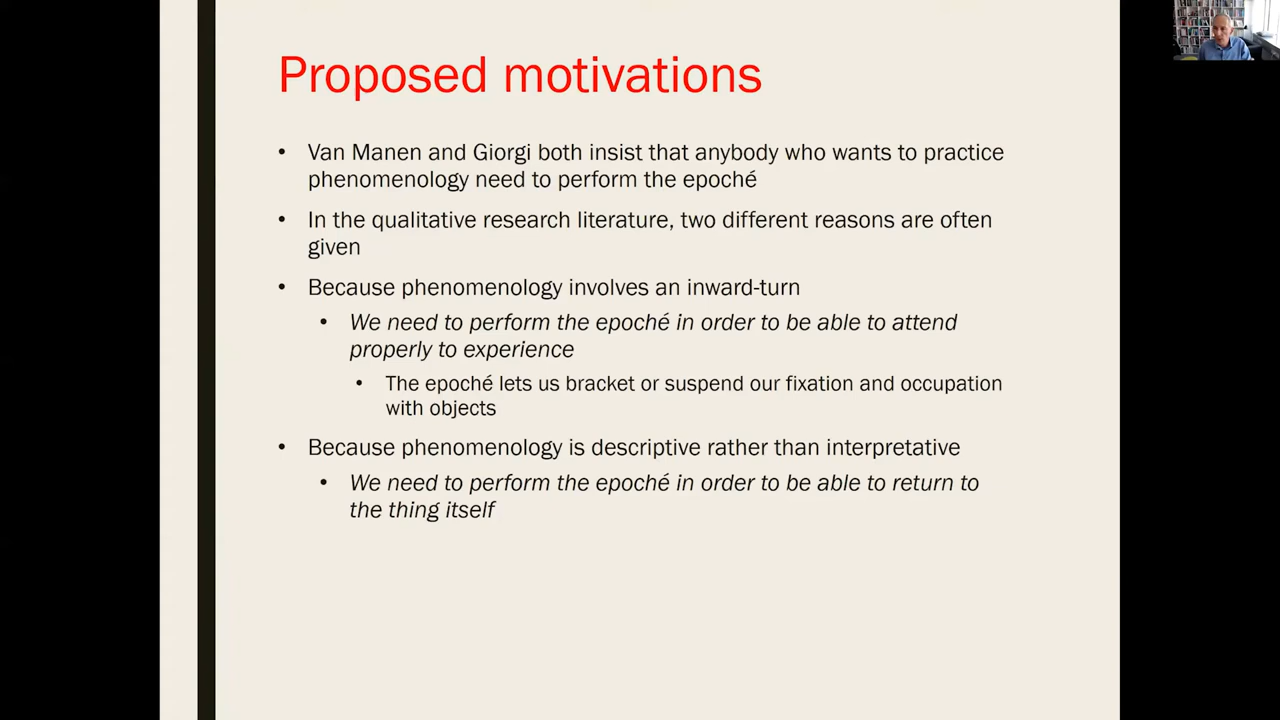 Proposed motivations
• Van Manen and Giorgi both insist that anybody who wants to practice
phenomenology need to perform the epoché
• In the qualitative research literature, two different reasons are often
given
• Because phenomenology involves an inward-turn
• We need to perform the epoché in order to be able to attend
properly to experience
• The epoché lets us bracket or suspend our fixation and occupation
with objects
• Because phenomenology is descriptive rather than interpretative
• We need to perform the epoché in order to be able to return to
the thing itself